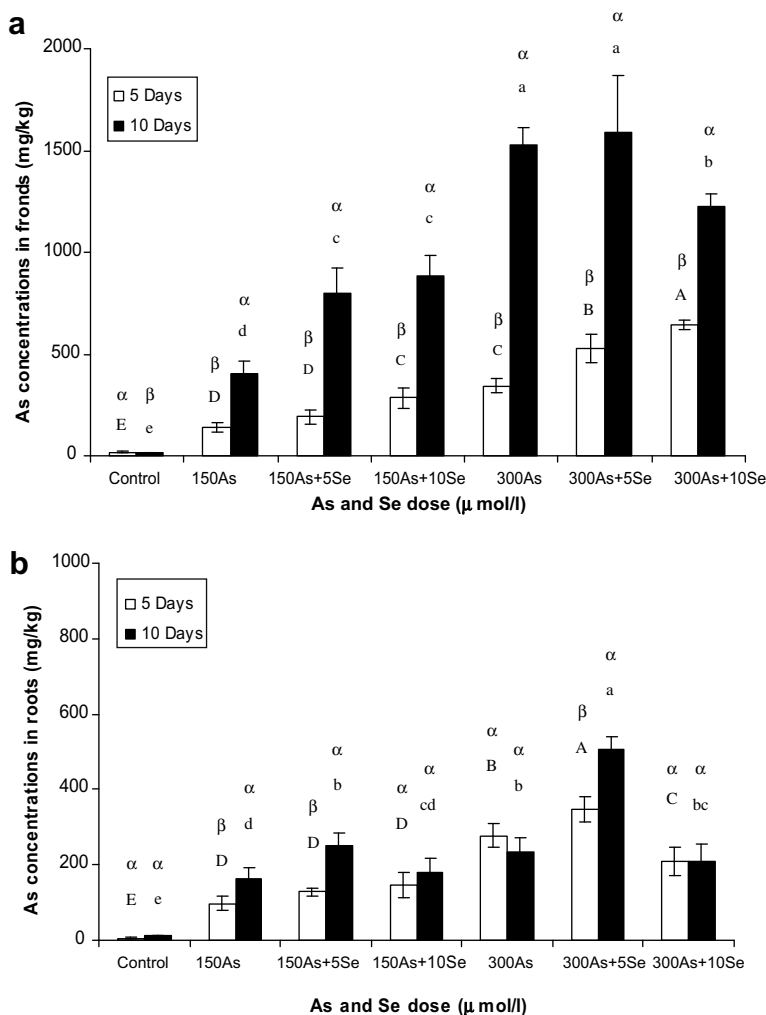 a
As concentrations in fronds (mg/kg)
2000
1500
1000
500
0
5 Days
10 Days
α β
E e
β α
D d
β α
D c
β α
C c
β α
C a
β α
B a
β α
A b
Control 150As 150As+5Se 150As+10Se 300As 300As+5Se 300As+10Se
As and Se dose (μ mol/l)
b
As concentrations in roots (mg/kg)
1000
800
600
400
200
0
5 Days
10 Days
α α
E e
β α
D d
β α
D b
α α
D cd
α α
B b
β α
A a
α α
C bc
Control 150As 150As+5Se 150As+10Se 300As 300As+5Se 300As+10Se
As and Se dose (μ mol/l)